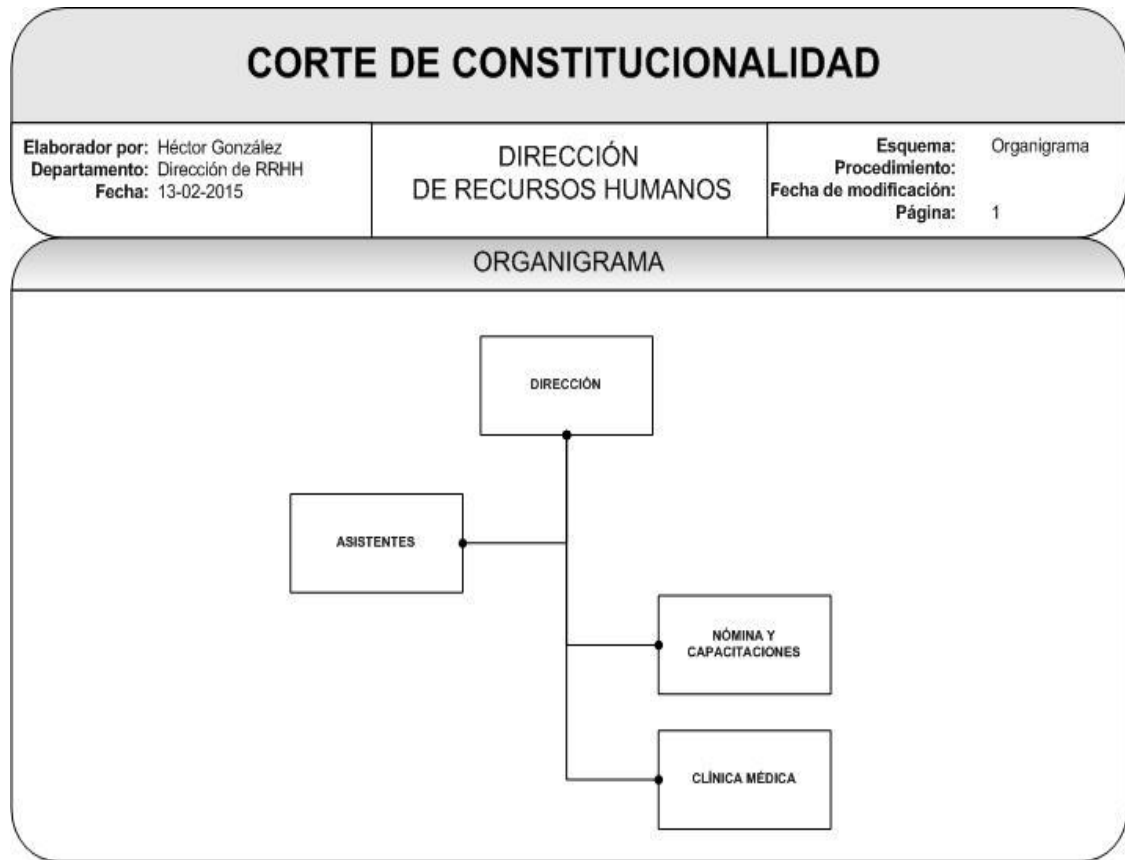 CORTE DE CONSTITUCIONALIDAD
Elaborador por: Héctor González
Departamento: Dirección de RRHH
Fecha: 13-02-2015
DIRECCIÓN
DE RECURSOS HUMANOS
Esquema: Organigrama
Procedimiento:
Fecha de modificación:
Página: 1
ORGANIGRAMA
DIRECCIÓN
ASISTENTES
NÓMINA Y
CAPACITACIONES
CLÍNICA MÉDICA